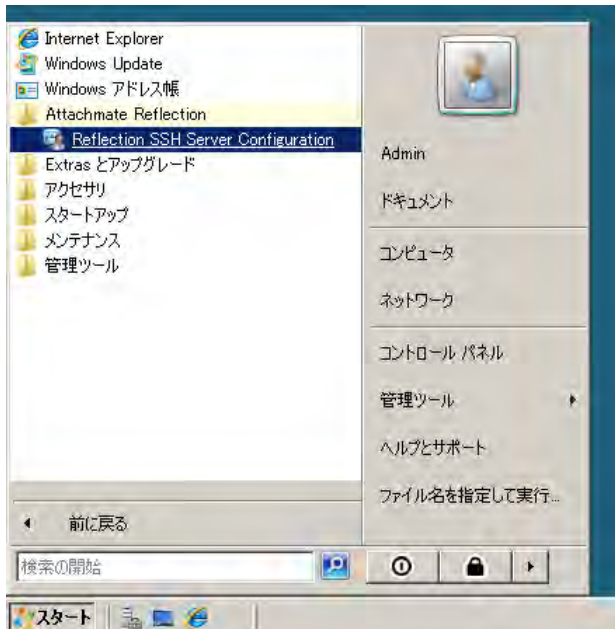 Internet Explorer
Windows Update
Windows アドレス帳
Attachmate Reflection
Reflection SSH Server Configuration
Extras とアップグレード
アクセサリ
スタートアップ
メンテナンス
管理ツール
前に戻る
検索の開始
Admin
ドキュメント
コンピュータ
ネットワーク
コントロール パネル
管理ツール
ヘルプとサポート
ファイル名を指定して実行...
スタート